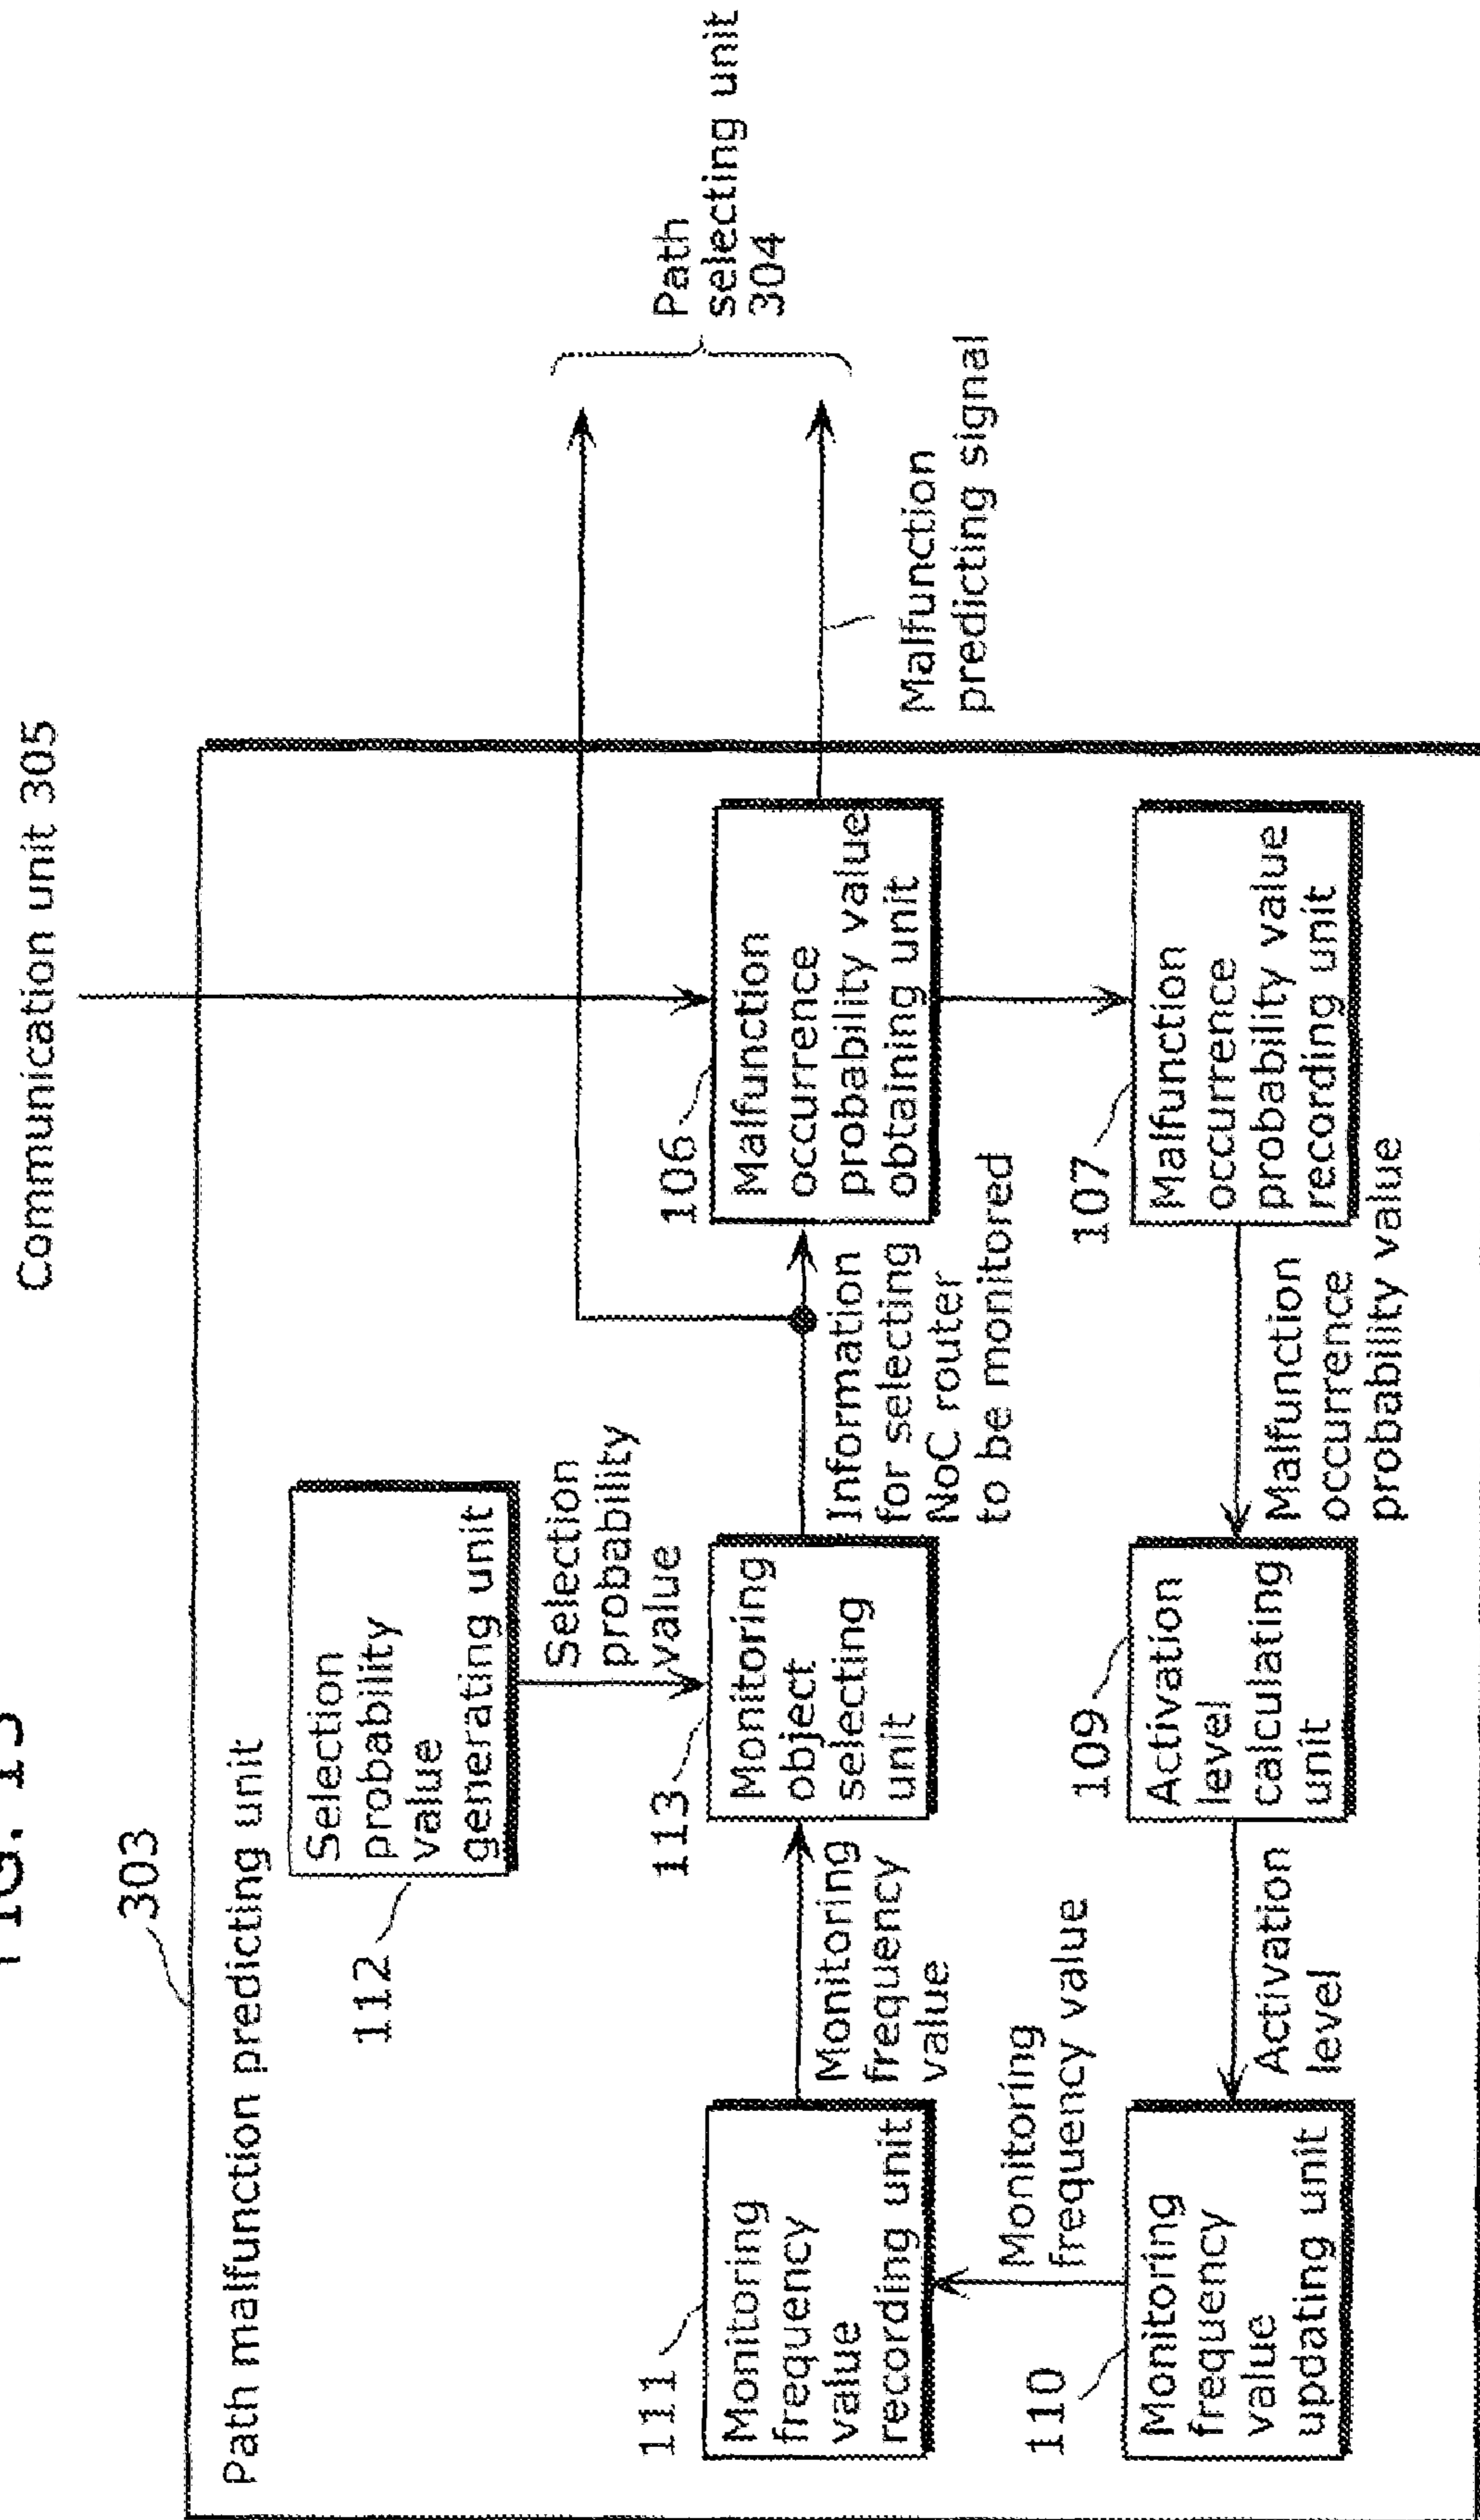 FIG.
Communication unit 305
303
Path malfunction predicting unit
112
Selection
probability
value
generating unit
Selection
probability
value
Path
selecting unit
304
111
Monitoring
frequency
value
recording unit
Monitoring
frequency
value
113
Monitoring
object
selecting
unit
Information
for selecting
NoC router
to be monitored
106
Malfunction
occurrence
probability value
obtaining unit
Malfunction
predicting signal
Monitoring
frequency value
110
Monitoring
frequency
value
updating unit
Activation
level
109
Activation
level
calculating
unit
Malfunction
occurrence
probability value
107
Malfunction
occurrence
probability value
recording unit